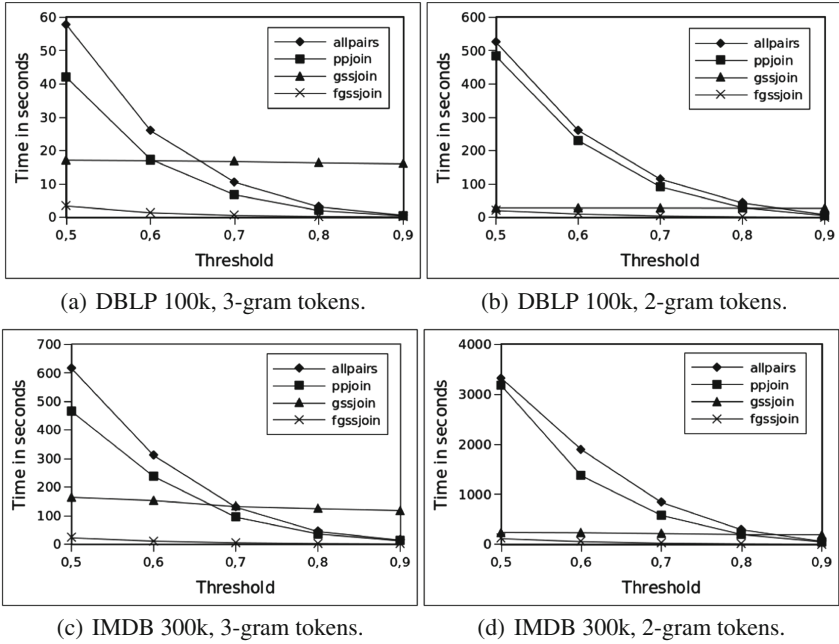 60
50
40
30
20
10
0
Time in seconds
allpairs
ppjoin
gssjoin
fgssjoin
0,5 0,6 0,7 0,8 0,9
Threshold
(a) DBLP 100k, 3-gram tokens.
600
500
400
300
200
100
0
Time in seconds
allpairs
ppjoin
gssjoin
fgssjoin
0,5 0,6 0,7 0,8 0,9
Threshold
(b) DBLP 100k, 2-gram tokens.
700
600
500
400
300
200
100
0
Time in seconds
allpairs
ppjoin
gssjoin
fgssjoin
0,5 0,6 0,7 0,8 0,9
Threshold
(c) IMDB 300k, 3-gram tokens.
4000
3000
2000
1000
0
Time in seconds
allpairs
ppjoin
gssjoin
fgssjoin
0,5 0,6 0,7 0,8 0,9
Threshold
(d) IMDB 300k, 2-gram tokens.